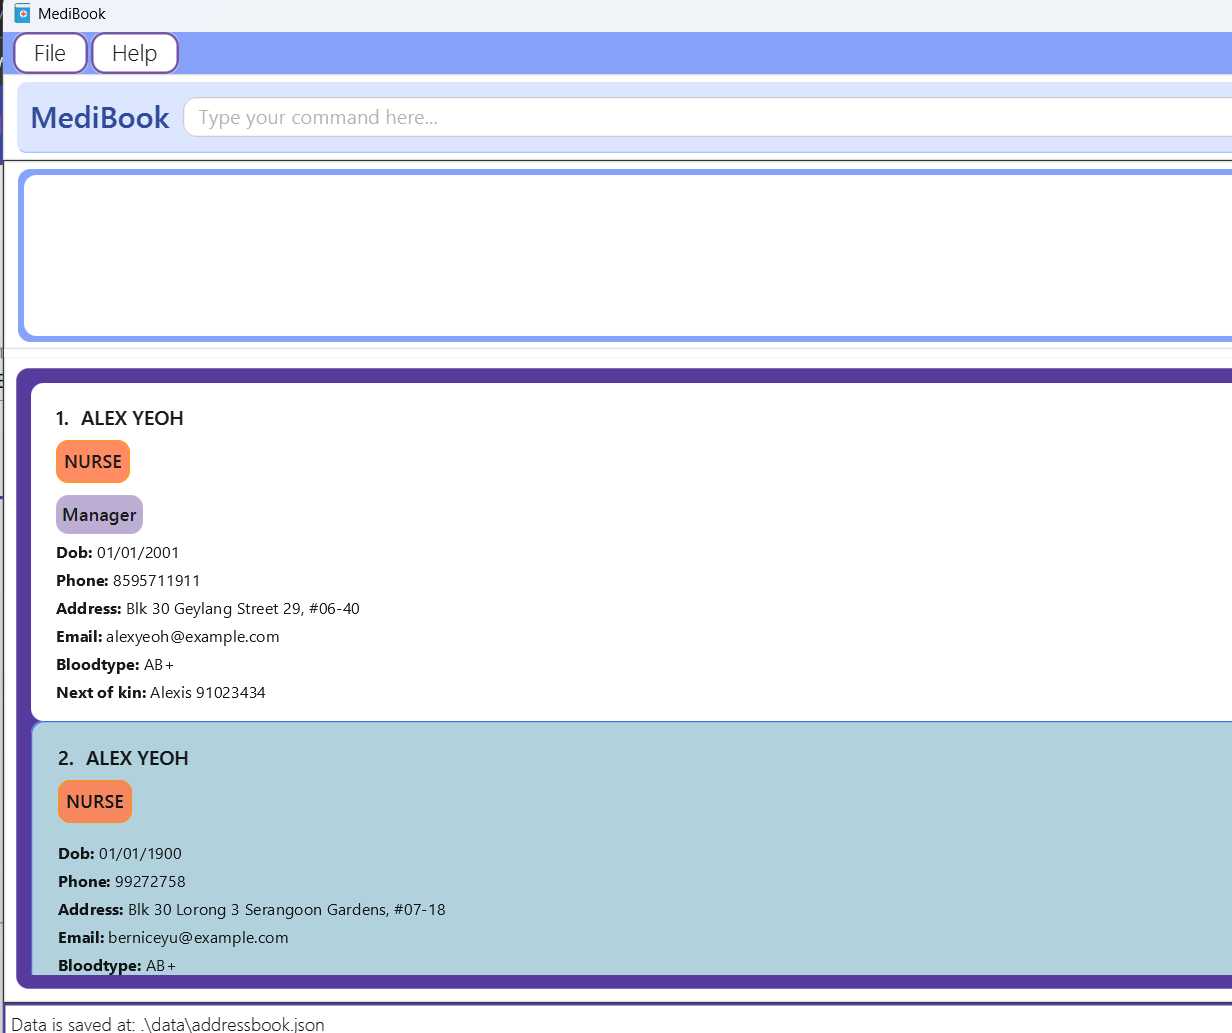 MediBook
File Help
MediBook Type your command here...
1. ALEX YEOH
NURSE
Manager
Dob: 01/01/2001
Phone: 8595711911
Address: Blk 30 Geylang Street 29, #06-40
Email: alexyeoh@example.com
Bloodtype: AB+
Next of kin: Alexis 91023434
2. ALEX YEOH
NURSE
Dob: 01/01/1900
Phone: 99272758
Address: Blk 30 Lorong 3 Serangoon Gardens, #07-18
Email: berniceyu@example.com
Bloodtype: AB+
Data is saved at: .\data\addressbook.json